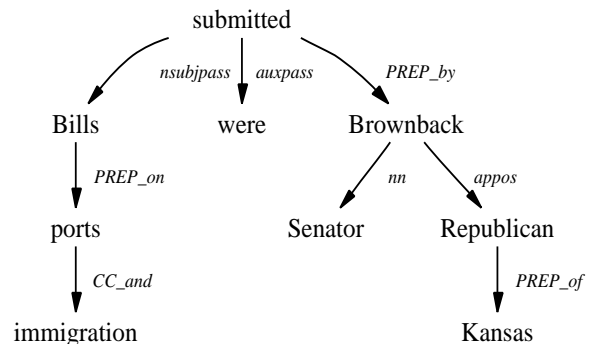 submitted
nsubjpass auxpass PREP_by
Bills were Brownback
PREP_on nn appos
ports Senator Republican
CC_and PREP_of
immigration Kansas